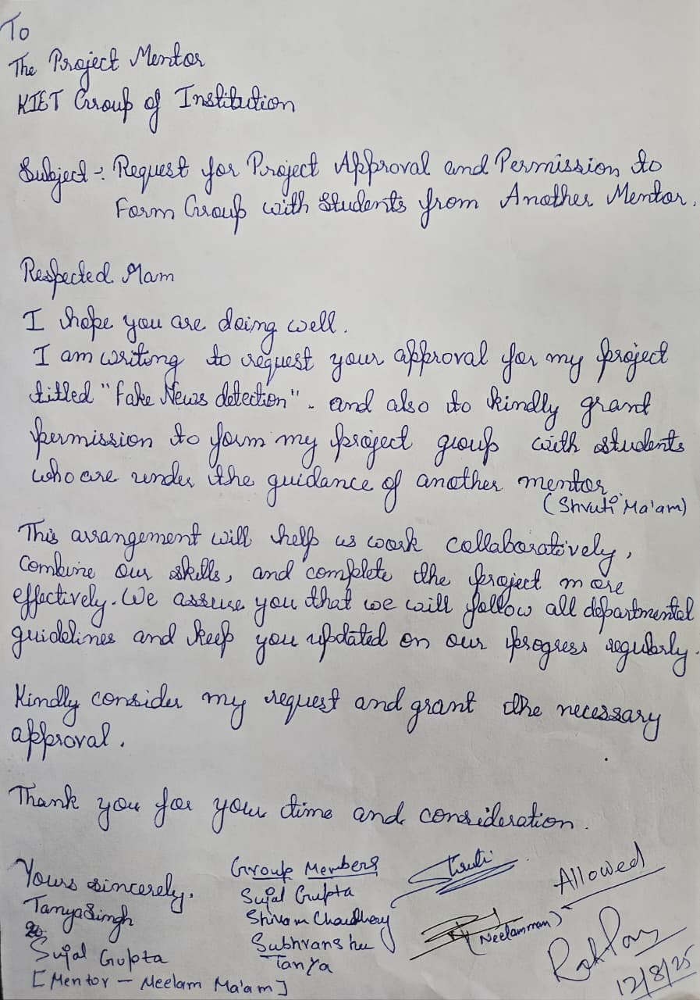 To
The Project Mentor
KIET Group of Institution
Subject -: Request for Project Approval and Permission to
Form Group with Students from Another Mentor.
Respected Mam
I hope you are doing well.
I am writing to request your approval for my project
titled "Fake News detection". and also to kindly grant
permission to form my project group with students
who are under the guidance of another mentor.
(Shruti Ma'am)
This arrangement will help us work collaboratively,
Combine our skills, and complete the project more
effectively. We assure you that we will follow all departmental
guidelines and keep you updated on our progress regularly.
Kindly consider my request and grant the necessary
approval.
Thank you for your time and consideration.
Yours sincerely,
Tanya Singh
Sujal Gupta
[Mentor - Neelam Ma'am]
Group Members
Sujal Gupta
Shivam Chaudhery
Subhranshu
Tanya
Shruti
(Neelam mam)
Allowed
12/8/25